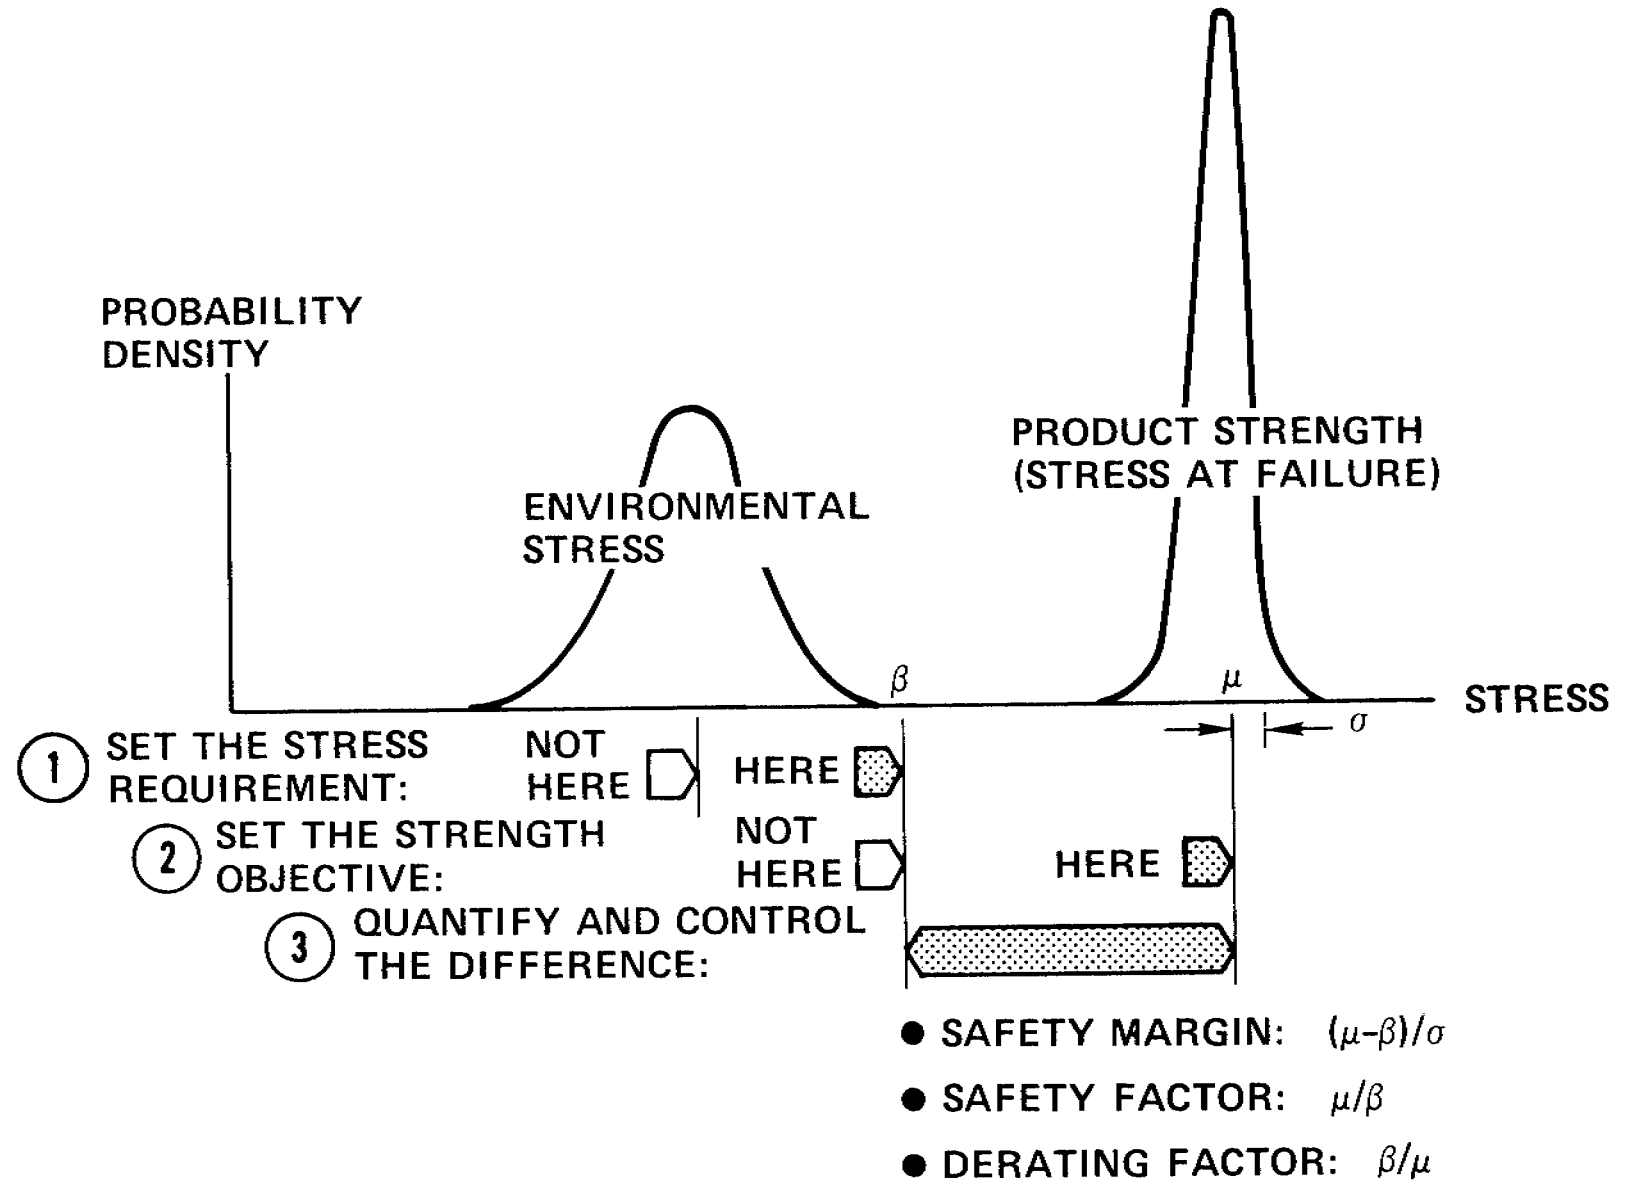 PROBABILITY
DENSITY
ENVIRONMENTAL
STRESS
PRODUCT STRENGTH
(STRESS AT FAILURE)
β
μ
STRESS
σ
1 SET THE STRESS
REQUIREMENT:
NOT
HERE
HERE
2 SET THE STRENGTH
OBJECTIVE:
NOT
HERE
HERE
3 QUANTIFY AND CONTROL
THE DIFFERENCE:
● SAFETY MARGIN: (μ-β)/σ
● SAFETY FACTOR: μ/β
● DERATING FACTOR: β/μ